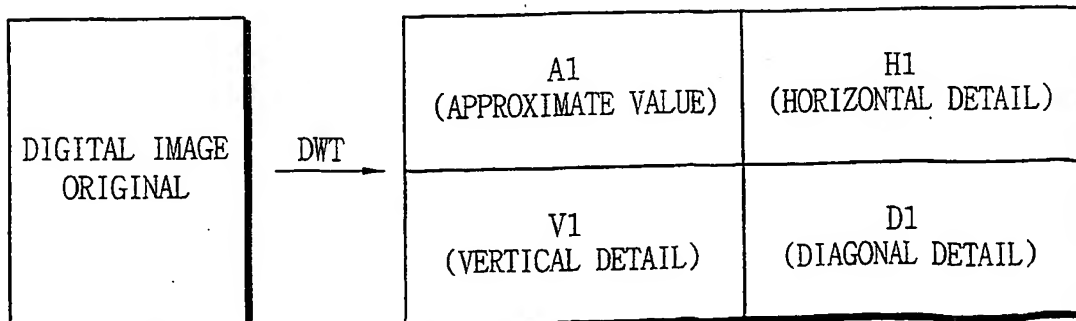 DIGITAL IMAGE
ORIGINAL
DWT
A1
(APPROXIMATE VALUE)
H1
(HORIZONTAL DETAIL)
V1
(VERTICAL DETAIL)
D1
(DIAGONAL DETAIL)